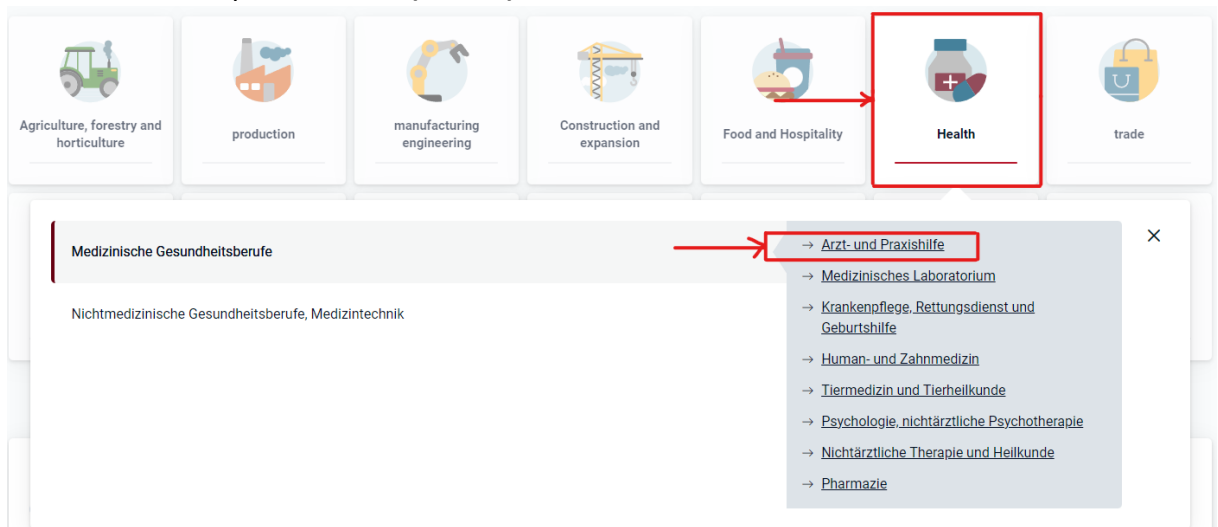 Agriculture, forestry and
horticulture
production
manufacturing
engineering
Construction and
expansion
Food and Hospitality
Health
trade
Medizinische Gesundheitsberufe
Nichtmedizinische Gesundheitsberufe, Medizintechnik
→ Arzt- und Praxishilfe
→ Medizinisches Laboratorium
→ Krankenpflege, Rettungsdienst und
Geburtshilfe
→ Human- und Zahnmedizin
→ Tiermedizin und Tierheilkunde
→ Psychologie, nichtärztliche Psychotherapie
→ Nichtärztliche Therapie und Heilkunde
→ Pharmazie